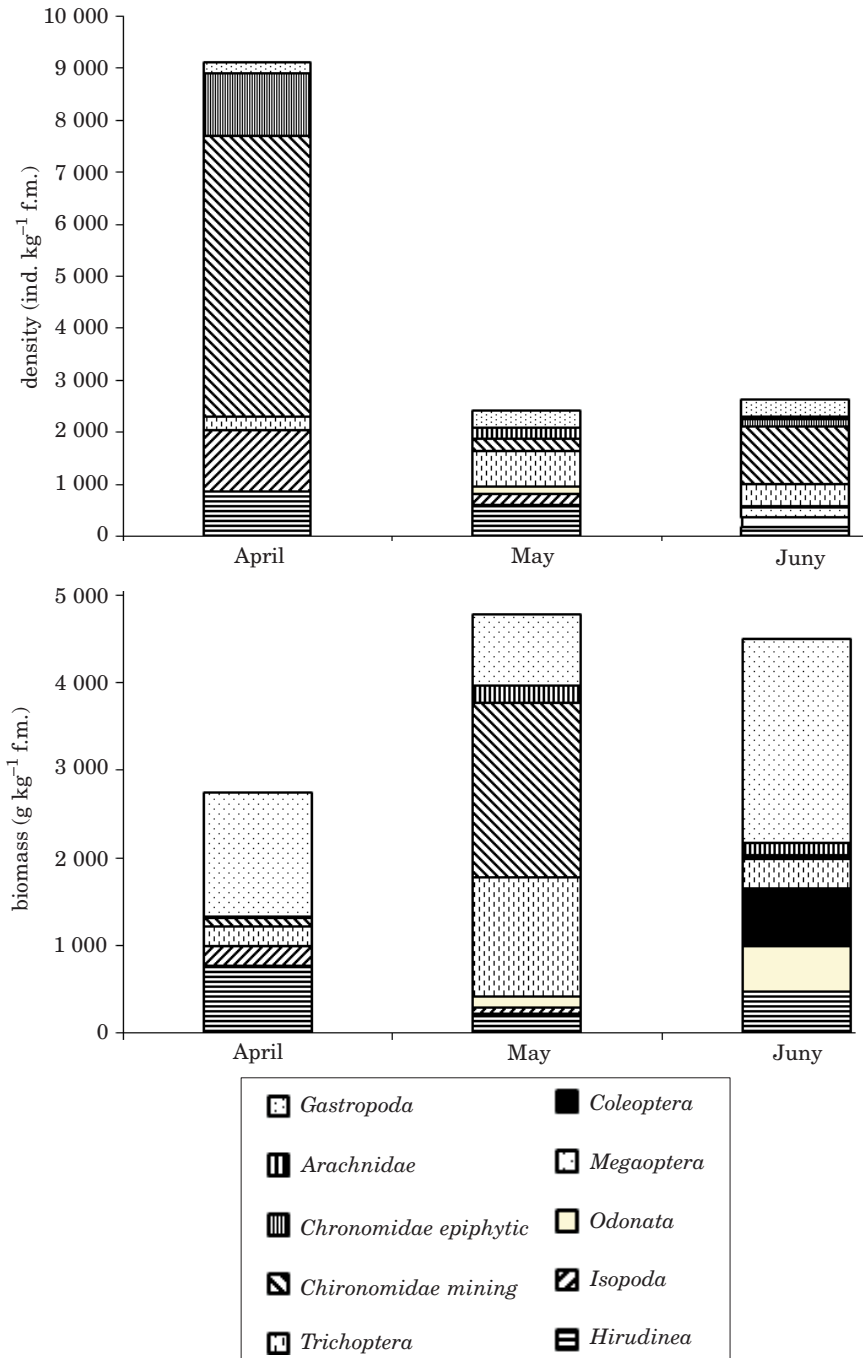 10 000
9 000
8 000
7 000
6 000
5 000
4 000
3 000
2 000
1 000
0
density (ind. kg⁻¹ f.m.)
April May Juny
5 000
4 000
3 000
2 000
1 000
0
biomass (g kg⁻¹ f.m.)
April May Juny
Gastropoda Coleoptera
Arachnidae Megaoptera
Chronomidae epiphytic Odonata
Chironomidae mining Isopoda
Trichoptera Hirudinea